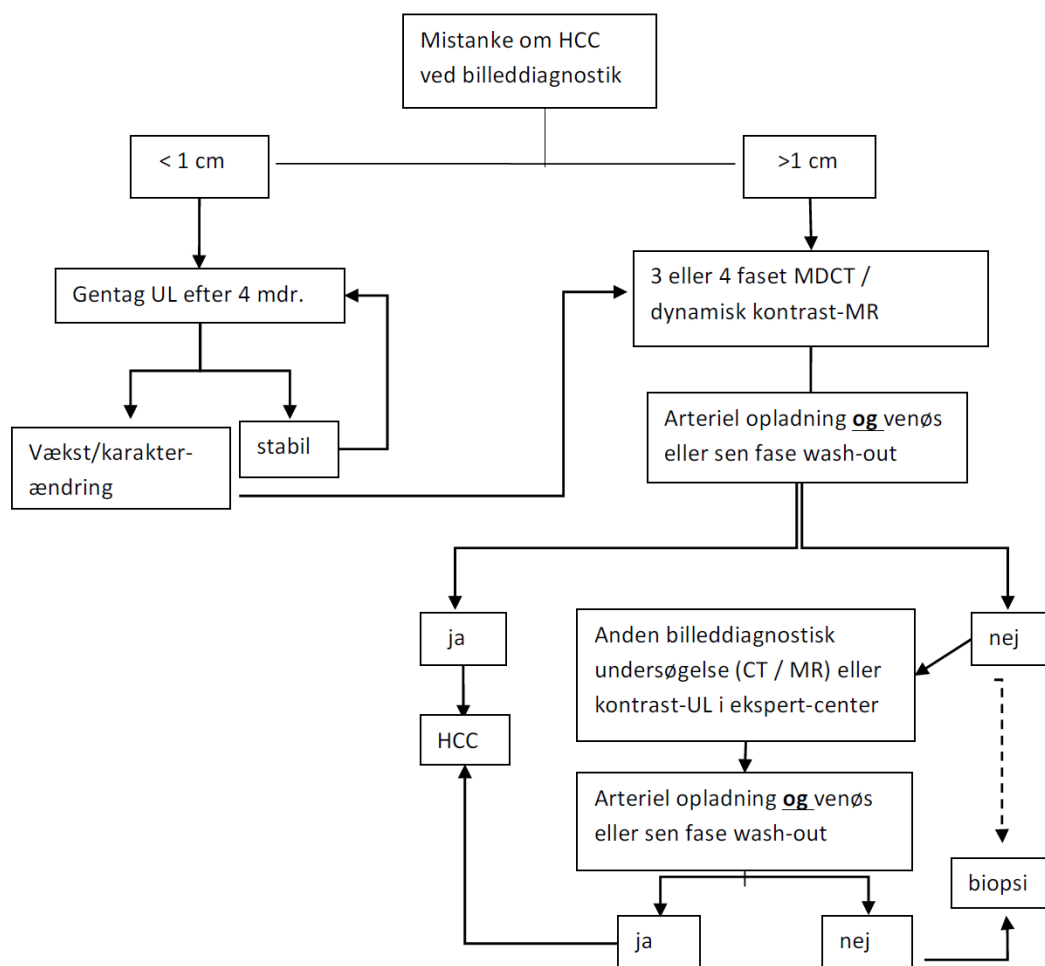 Mistanke om HCC
ved billeddiagnostik
< 1 cm
>1 cm
Gentag UL efter 4 mdr.
3 eller 4 faset MDCT /
dynamisk kontrast-MR
Vækst/karakter-
ændring
stabil
Arteriel opladning og venøs
eller sen fase wash-out
ja
Anden billeddiagnostisk
undersøgelse (CT / MR) eller
kontrast-UL i ekspert-center
nej
HCC
Arteriel opladning og venøs
eller sen fase wash-out
biopsi
ja
nej